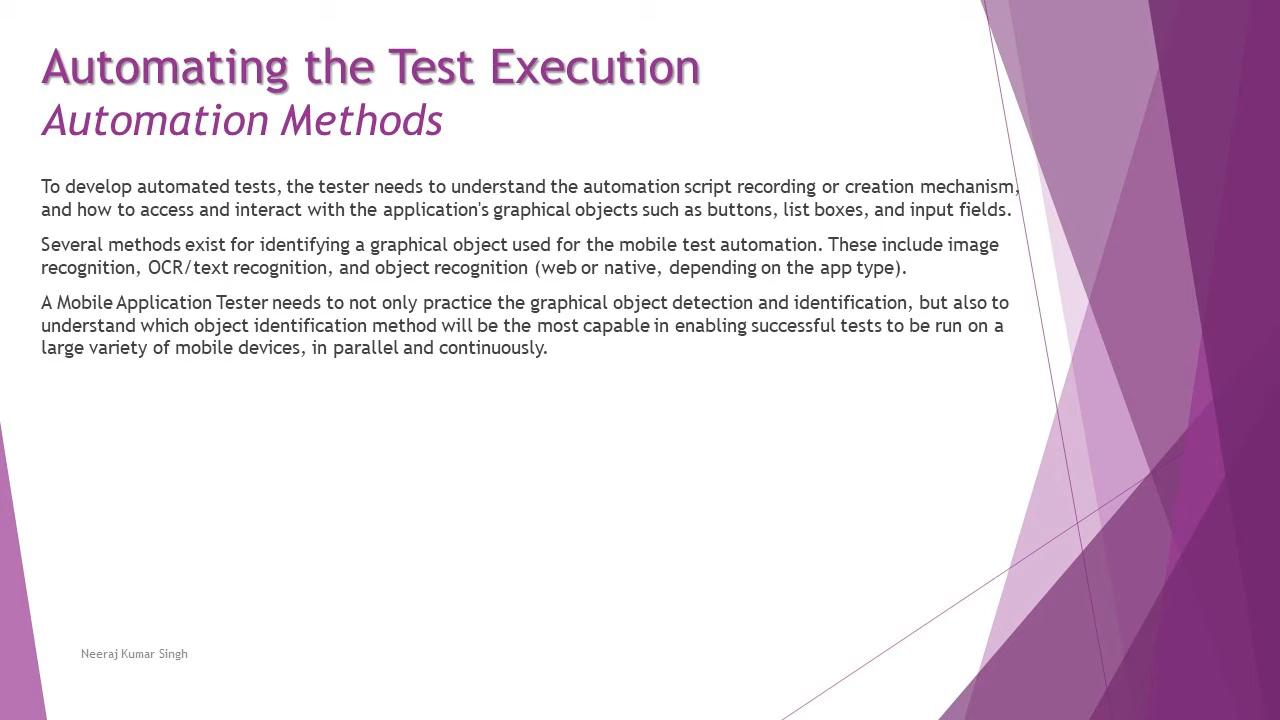 Automating the Test Execution
Automation Methods
To develop automated tests, the tester needs to understand the automation script recording or creation mechanism,
and how to access and interact with the application's graphical objects such as buttons, list boxes, and input fields.
Several methods exist for identifying a graphical object used for the mobile test automation. These include image
recognition, OCR/text recognition, and object recognition (web or native, depending on the app type).
A Mobile Application Tester needs to not only practice the graphical object detection and identification, but also to
understand which object identification method will be the most capable in enabling successful tests to be run on a
large variety of mobile devices, in parallel and continuously.
Neeraj Kumar Singh